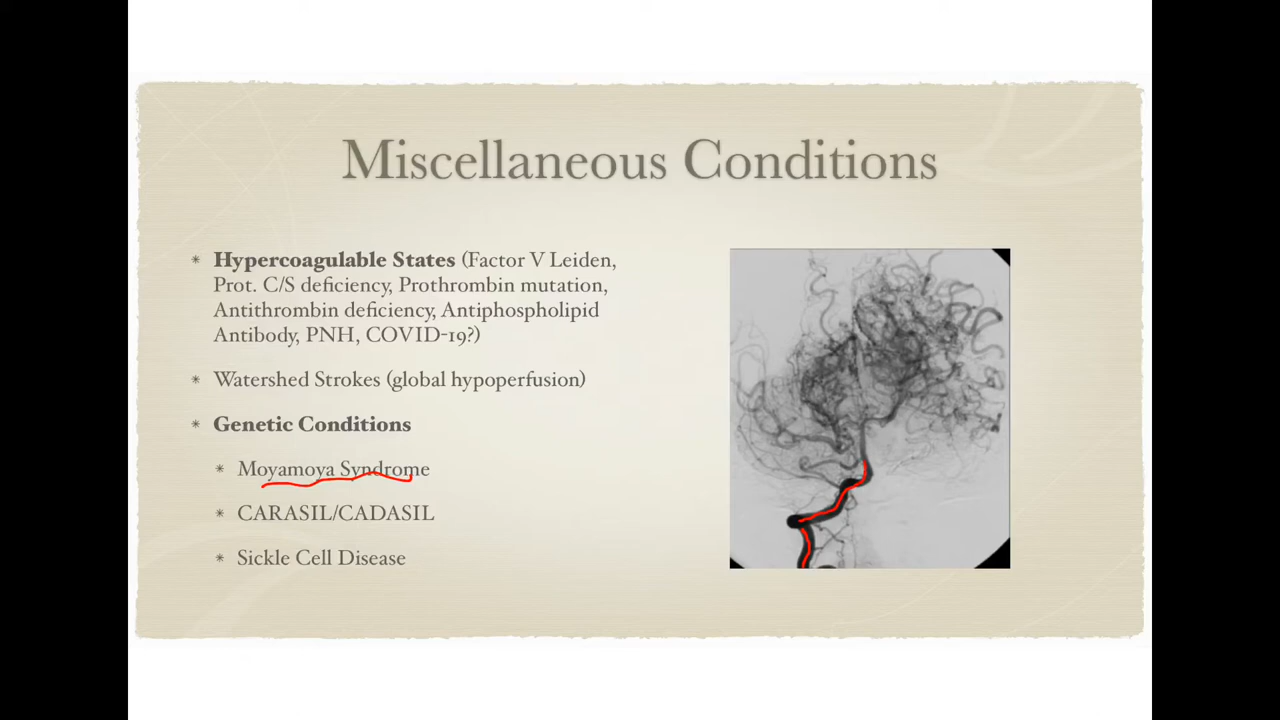 Miscellaneous Conditions
* Hypercoagulable States (Factor V Leiden,
Prot. C/S deficiency, Prothrombin mutation,
Antithrombin deficiency, Antiphospholipid
Antibody, PNH, COVID-19?)
* Watershed Strokes (global hypoperfusion)
* Genetic Conditions
* Moyamoya Syndrome
* CARASIL/CADASIL
* Sickle Cell Disease